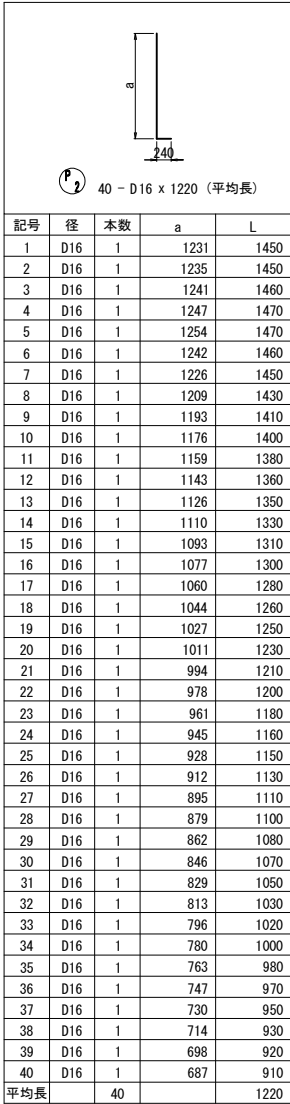 a
240
P2 40 - D16 x 1220 (平均長)
記号 径 本数 a L
1 D16 1 1231 1450
2 D16 1 1235 1450
3 D16 1 1241 1460
4 D16 1 1247 1470
5 D16 1 1254 1470
6 D16 1 1242 1460
7 D16 1 1226 1450
8 D16 1 1209 1430
9 D16 1 1193 1410
10 D16 1 1176 1400
11 D16 1 1159 1380
12 D16 1 1143 1360
13 D16 1 1126 1350
14 D16 1 1110 1330
15 D16 1 1093 1310
16 D16 1 1077 1300
17 D16 1 1060 1280
18 D16 1 1044 1260
19 D16 1 1027 1250
20 D16 1 1011 1230
21 D16 1 994 1210
22 D16 1 978 1200
23 D16 1 961 1180
24 D16 1 945 1160
25 D16 1 928 1150
26 D16 1 912 1130
27 D16 1 895 1110
28 D16 1 879 1100
29 D16 1 862 1080
30 D16 1 846 1070
31 D16 1 829 1050
32 D16 1 813 1030
33 D16 1 796 1020
34 D16 1 780 1000
35 D16 1 763 980
36 D16 1 747 970
37 D16 1 730 950
38 D16 1 714 930
39 D16 1 698 920
40 D16 1 687 910
平均長 40 1220